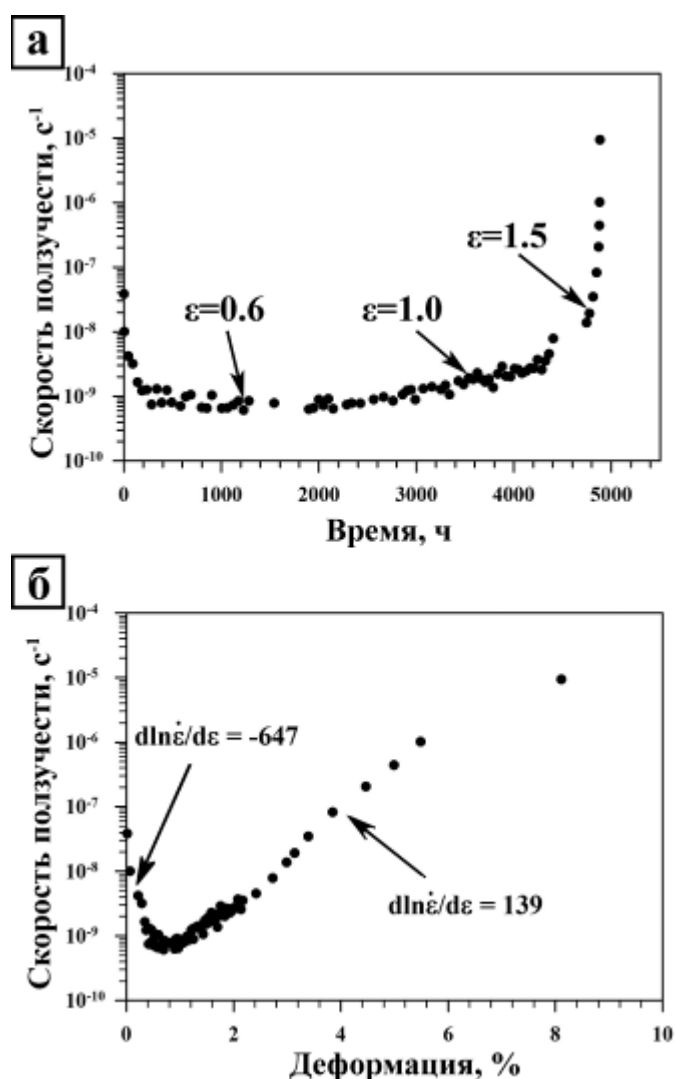 а
Скорость ползучести, с⁻¹
10⁻⁴
10⁻⁵
10⁻⁶
10⁻⁷
10⁻⁸
10⁻⁹
10⁻¹⁰
ε=0.6
ε=1.0
ε=1.5
0 1000 2000 3000 4000 5000
Время, ч
б
Скорость ползучести, с⁻¹
10⁻⁴
10⁻⁵
10⁻⁶
10⁻⁷
10⁻⁸
10⁻⁹
10⁻¹⁰
dlnε̇/dε = -647
dlnε̇/dε = 139
0 2 4 6 8 10
Деформация, %